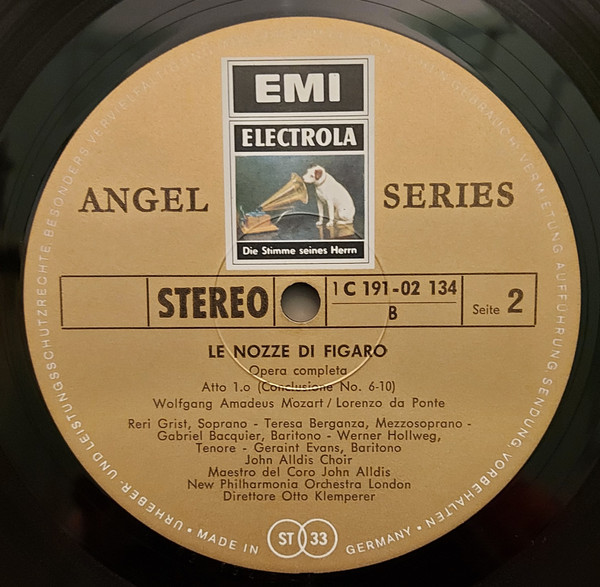 EMI
ELECTROLA
Die Stimme seines Herrn
ANGEL SERIES
STEREO
1 C 191-02 134
B
Seite 2
LE NOZZE DI FIGARO
Opera completa
Atto 1.o (Conclusione No. 6-10)
Wolfgang Amadeus Mozart / Lorenzo da Ponte
Reri Grist, Soprano - Teresa Berganza, Mezzosoprano -
Gabriel Bacquier, Baritono - Werner Hollweg,
Tenore - Geraint Evans, Baritono
John Alldis Choir
Maestro del Coro John Alldis
New Philharmonia Orchestra London
Direttore Otto Klemperer
ST 33
• MADE IN GERMANY •
URHEBER- UND LEISTUNGSSCHUTZRECHTE BESONDERS
GEBRAUCH! VERMIETUNG AUFFÜHRUNG SENDUNG VORBEHALTEN